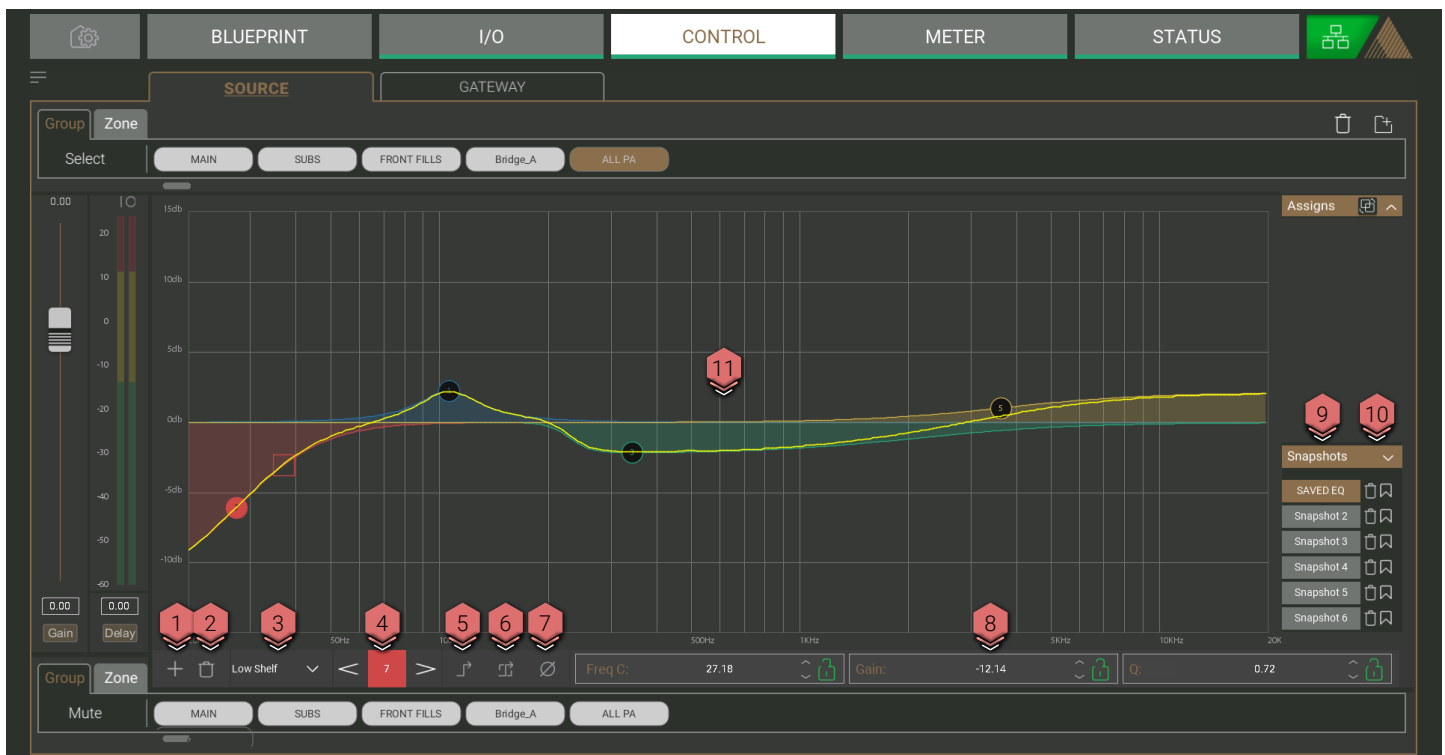 BLUEPRINT I/O CONTROL METER STATUS
SOURCE GATEWAY
Group Zone
Select MAIN SUBS FRONT FILLS Bridge_A ALL PA
0.00 IO 15db Assigns
20
10 10db
0
5db
-10 11
-20 0db 1 5 9 10
-30 3 Snapshots
-40 -5db SAVED EQ
Snapshot 2
-50 Snapshot 3
-10db Snapshot 4
-60 Snapshot 5
0.00 0.00 1 2 3 4 5 6 7 8 Snapshot 6
Gain Delay 50Hz 500Hz 1KHz 5KHz 10KHz 20K
Low Shelf < 7 > Freq C: 27.18 Gain: -12.14 Q: 0.72
Group Zone
Mute MAIN SUBS FRONT FILLS Bridge_A ALL PA